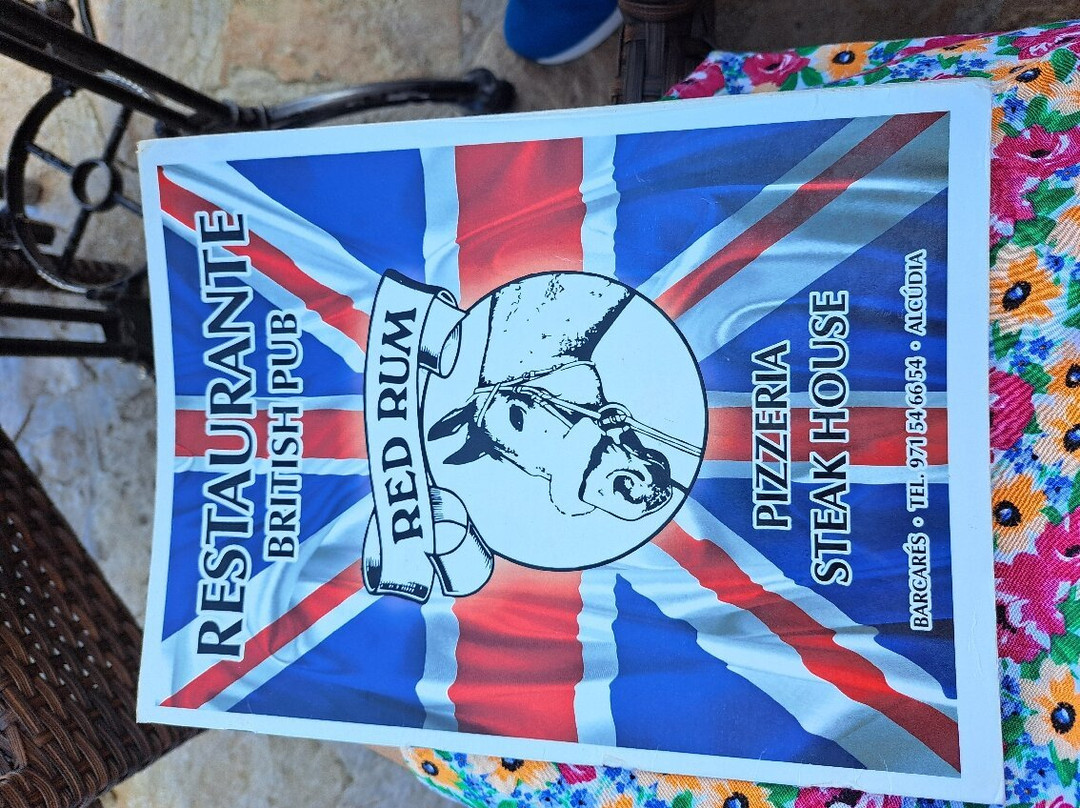 RESTAURANTE
BRITISH PUB
RED RUM
PIZZERIA
STEAK HOUSE
BARCARÉS • TEL. 971 54 66 54 • ALCÚDIA